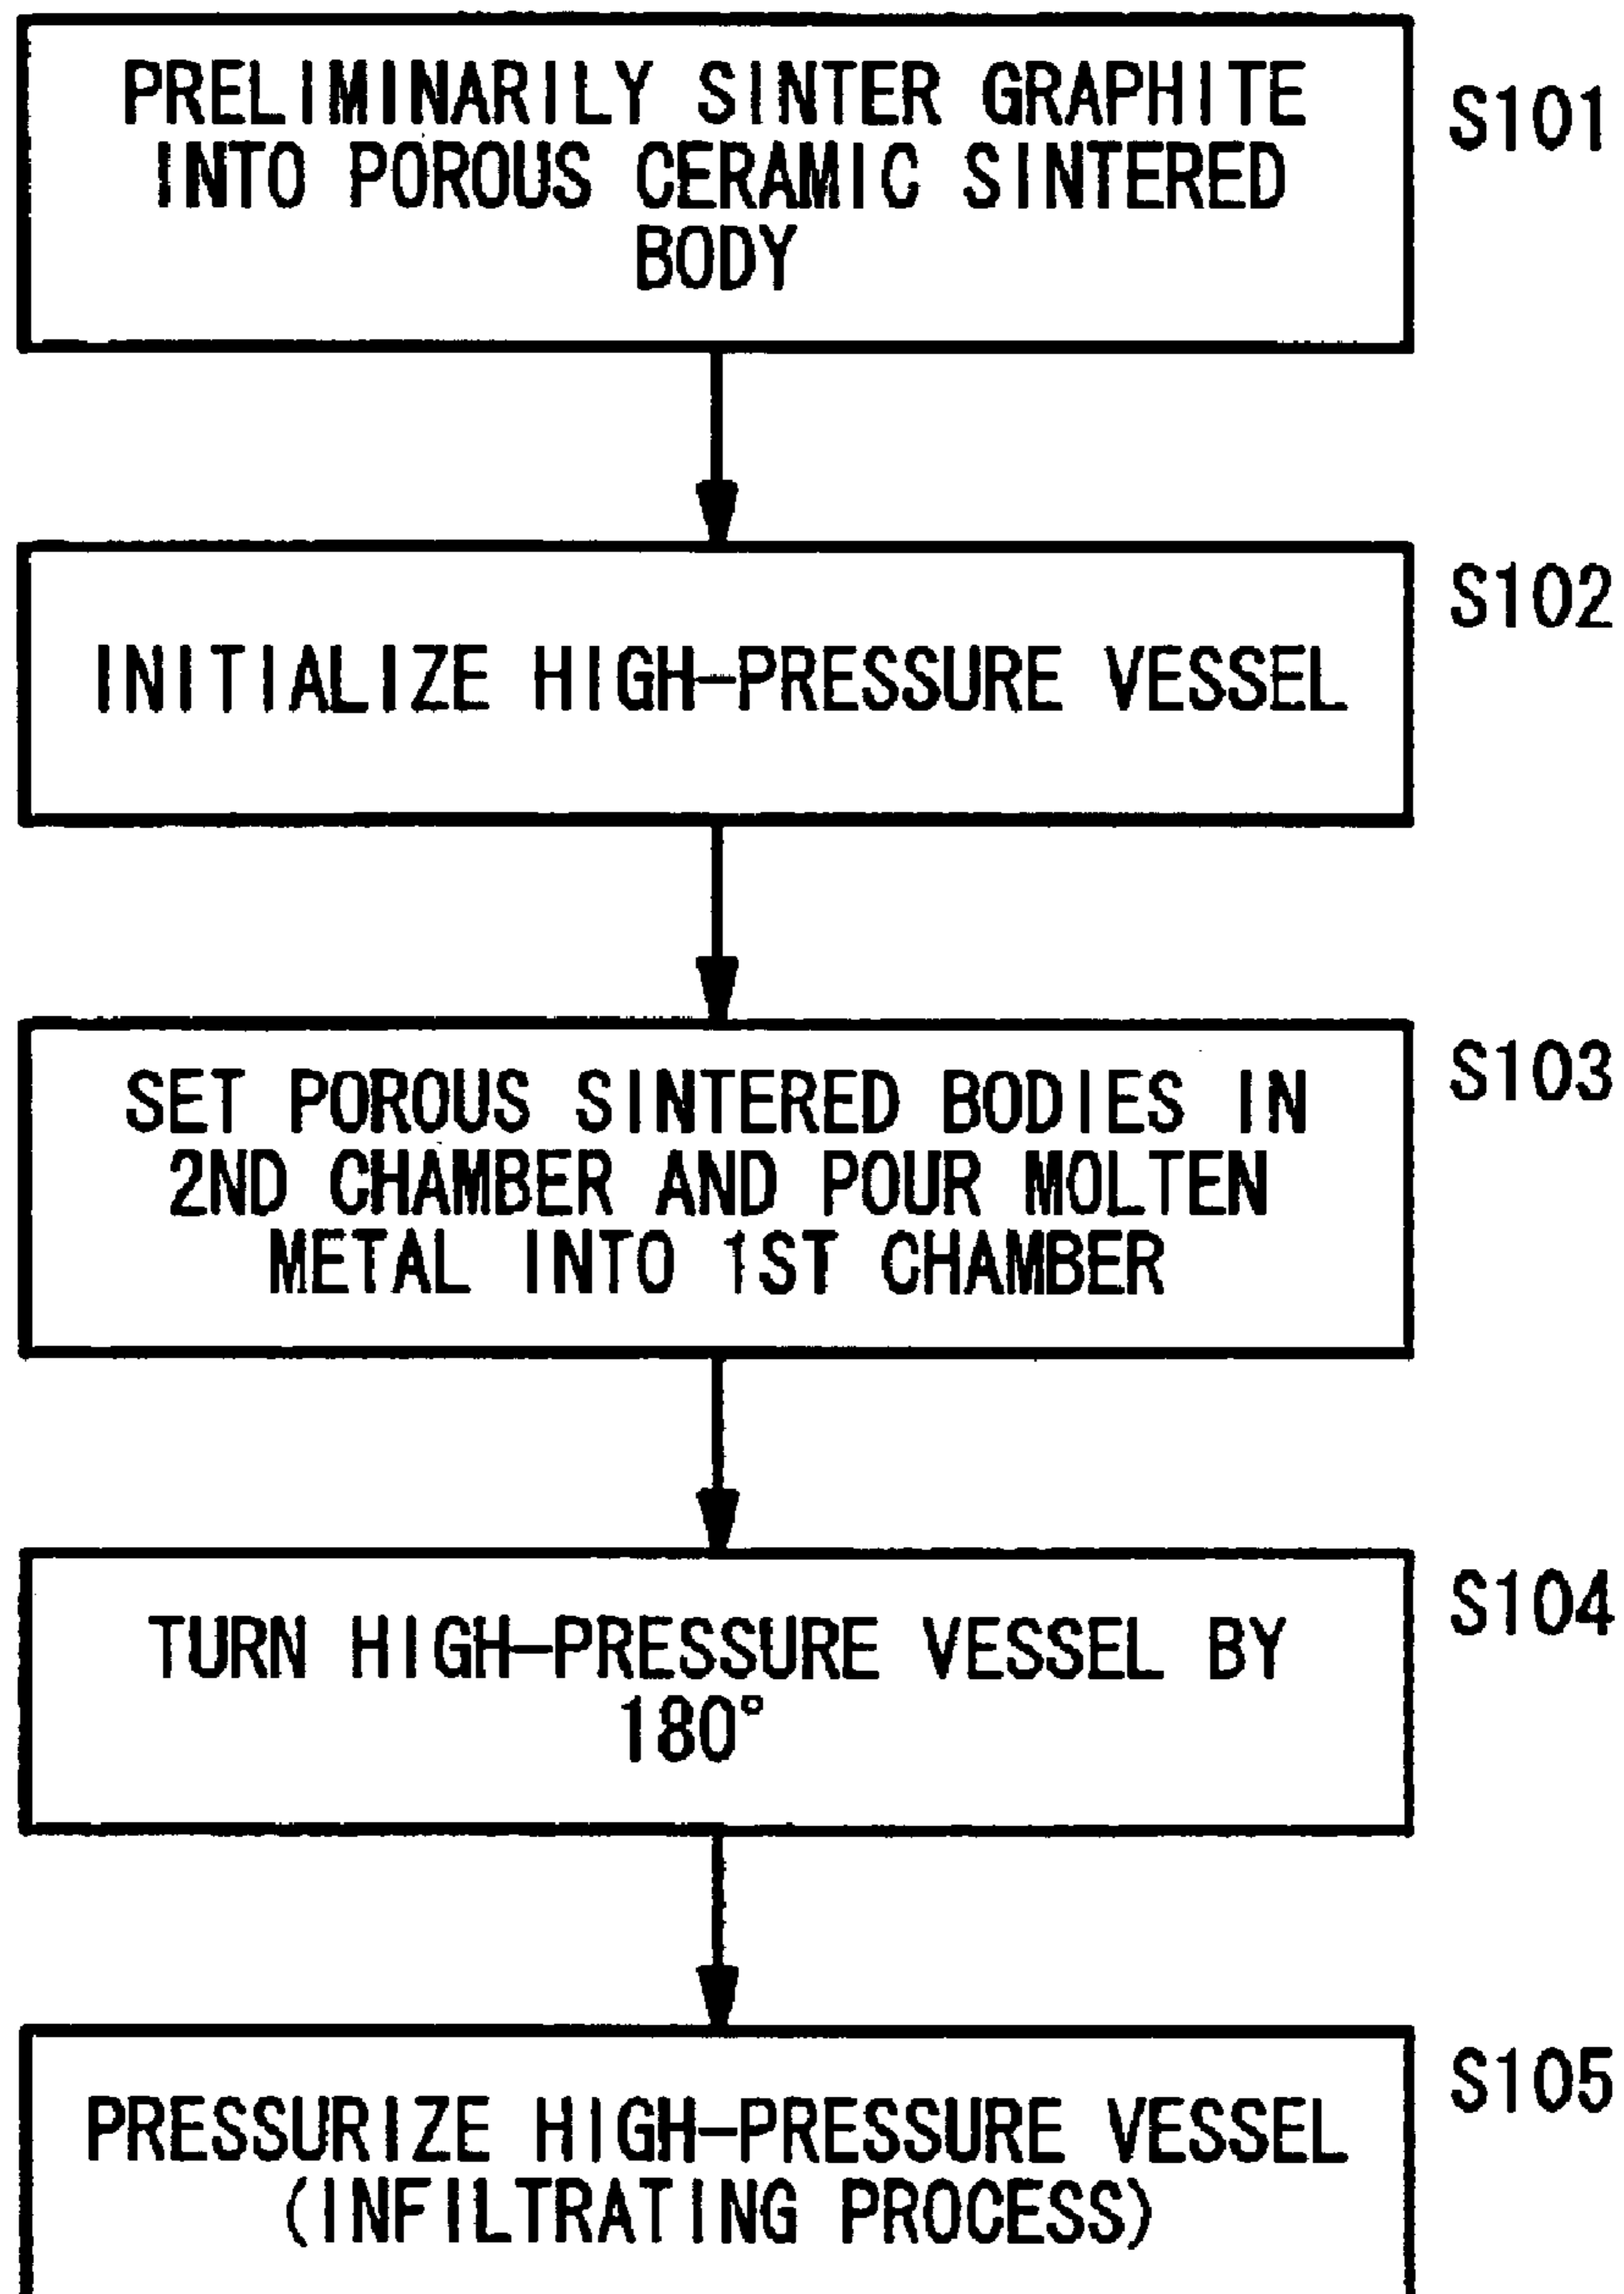 PRELIMINARILY SINTER GRAPHITE
INTO POROUS CERAMIC SINTERED
BODY
S101
INITIALIZE HIGH-PRESSURE VESSEL
S102
SET POROUS SINTERED BODIES IN
2ND CHAMBER AND POUR MOLTEN
METAL INTO 1ST CHAMBER
S103
TURN HIGH-PRESSURE VESSEL BY
180°
S104
PRESSURIZE HIGH-PRESSURE VESSEL
(INFILTRATING PROCESS)
S105